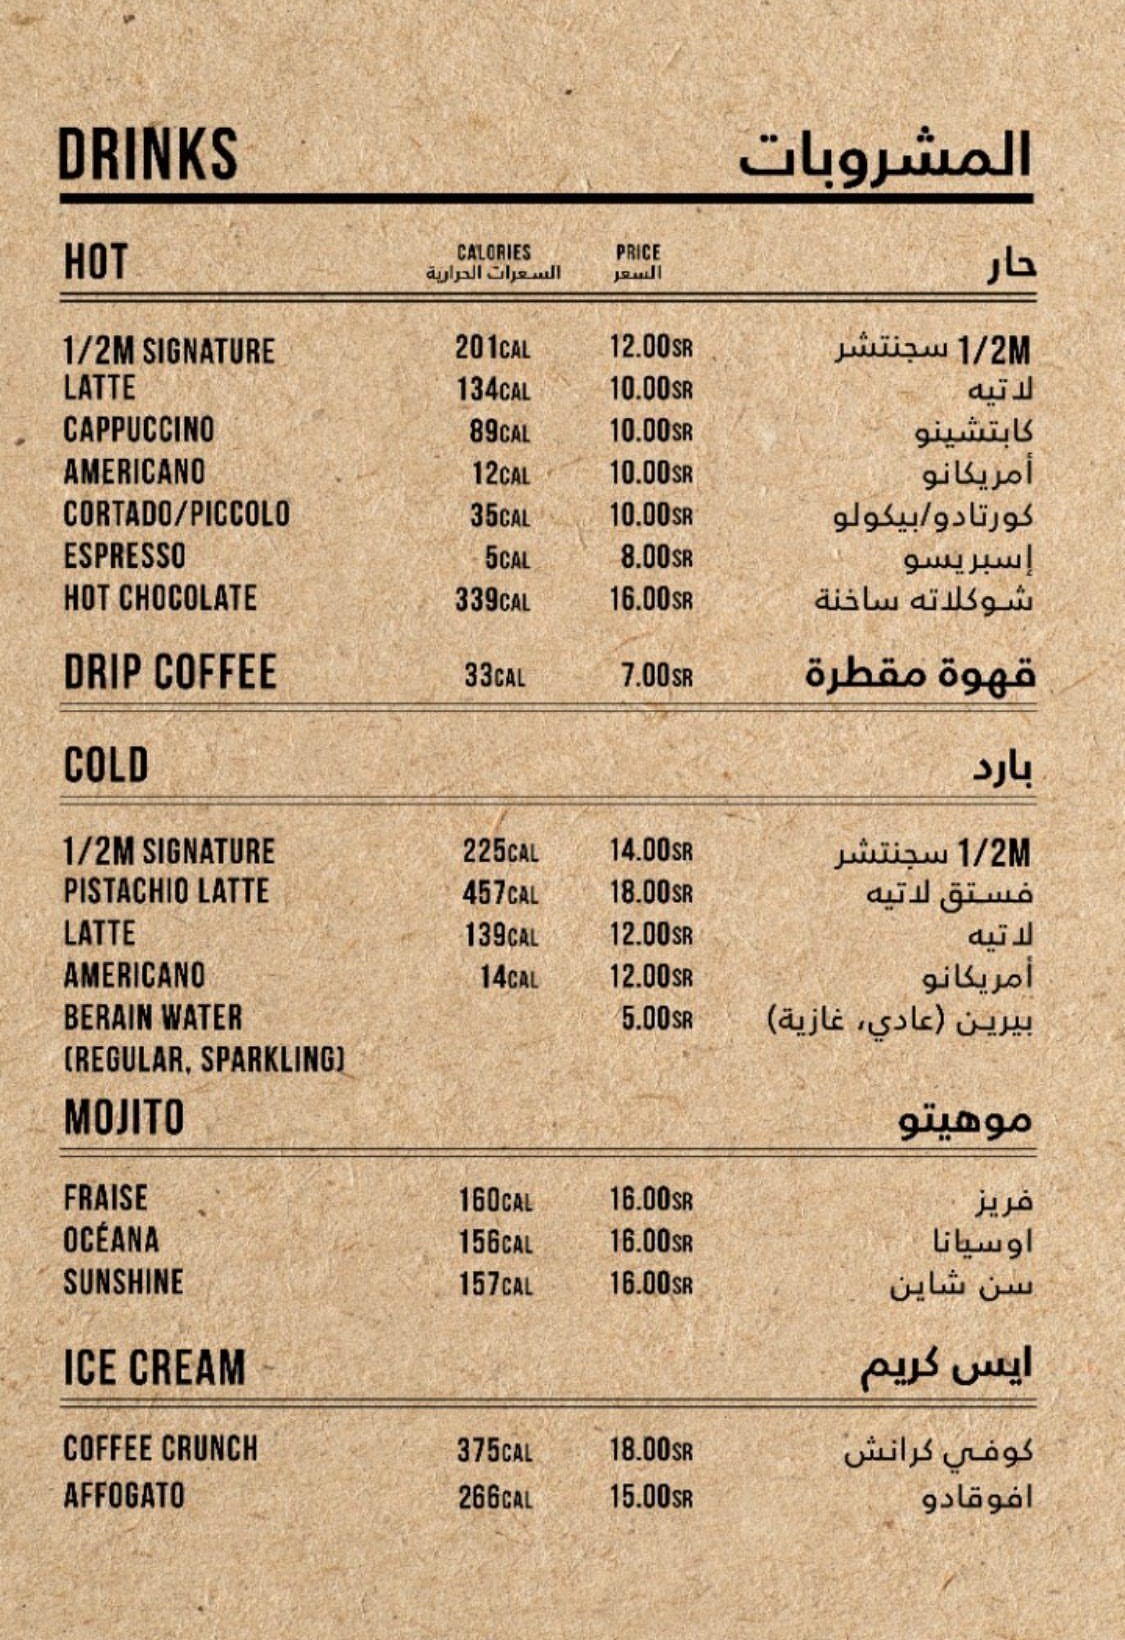 DRINKS المشروبات
HOT CALORIES PRICE حار
السعرات الحرارية السعر
1/2M SIGNATURE 201CAL 12.00SR 1/2M سجنتشر
LATTE 134CAL 10.00SR لاتيه
CAPPUCCINO 89CAL 10.00SR كابتشينو
AMERICANO 12CAL 10.00SR أمريكانو
CORTADO/PICCOLO 35CAL 10.00SR كورتادو/بيكولو
ESPRESSO 5CAL 8.00SR إسبريسو
HOT CHOCOLATE 339CAL 16.00SR شوكلاته ساخنة
DRIP COFFEE 33CAL 7.00SR قهوة مقطرة
COLD بارد
1/2M SIGNATURE 225CAL 14.00SR 1/2M سجنتشر
PISTACHIO LATTE 457CAL 18.00SR فستق لاتيه
LATTE 139CAL 12.00SR لاتيه
AMERICANO 14CAL 12.00SR أمريكانو
BERAIN WATER 5.00SR بيرين (عادي، غازية)
(REGULAR, SPARKLING)
MOJITO موهيتو
FRAISE 160CAL 16.00SR فريز
OCÉANA 156CAL 16.00SR اوسيانا
SUNSHINE 157CAL 16.00SR سن شاين
ICE CREAM ايس كريم
COFFEE CRUNCH 375CAL 18.00SR كوفي كرانش
AFFOGATO 266CAL 15.00SR افوقادو